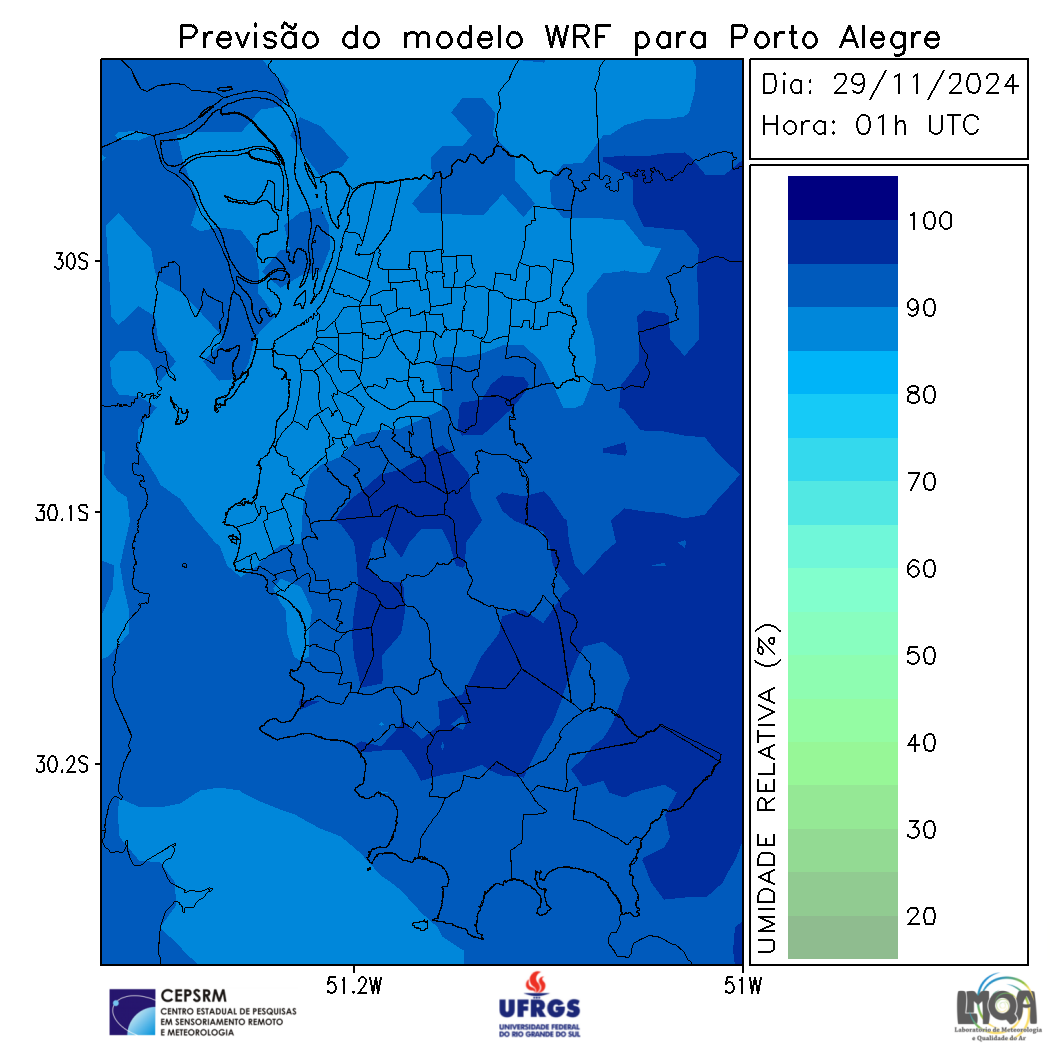 Previsão do modelo WRF para Porto Alegre
Dia: 29/11/2024
Hora: 01h UTC
30S
30.1S
30.2S
51.2W
51W
UMIDADE RELATIVA (%)
100
90
80
70
60
50
40
30
20
CEPSRM
CENTRO ESTADUAL DE PESQUISAS
EM SENSORIAMENTO REMOTO
E METEOROLOGIA
UFRGS
UNIVERSIDADE FEDERAL
DO RIO GRANDE DO SUL
LMQA
Laboratório de Meteorologia
e Qualidade do Ar